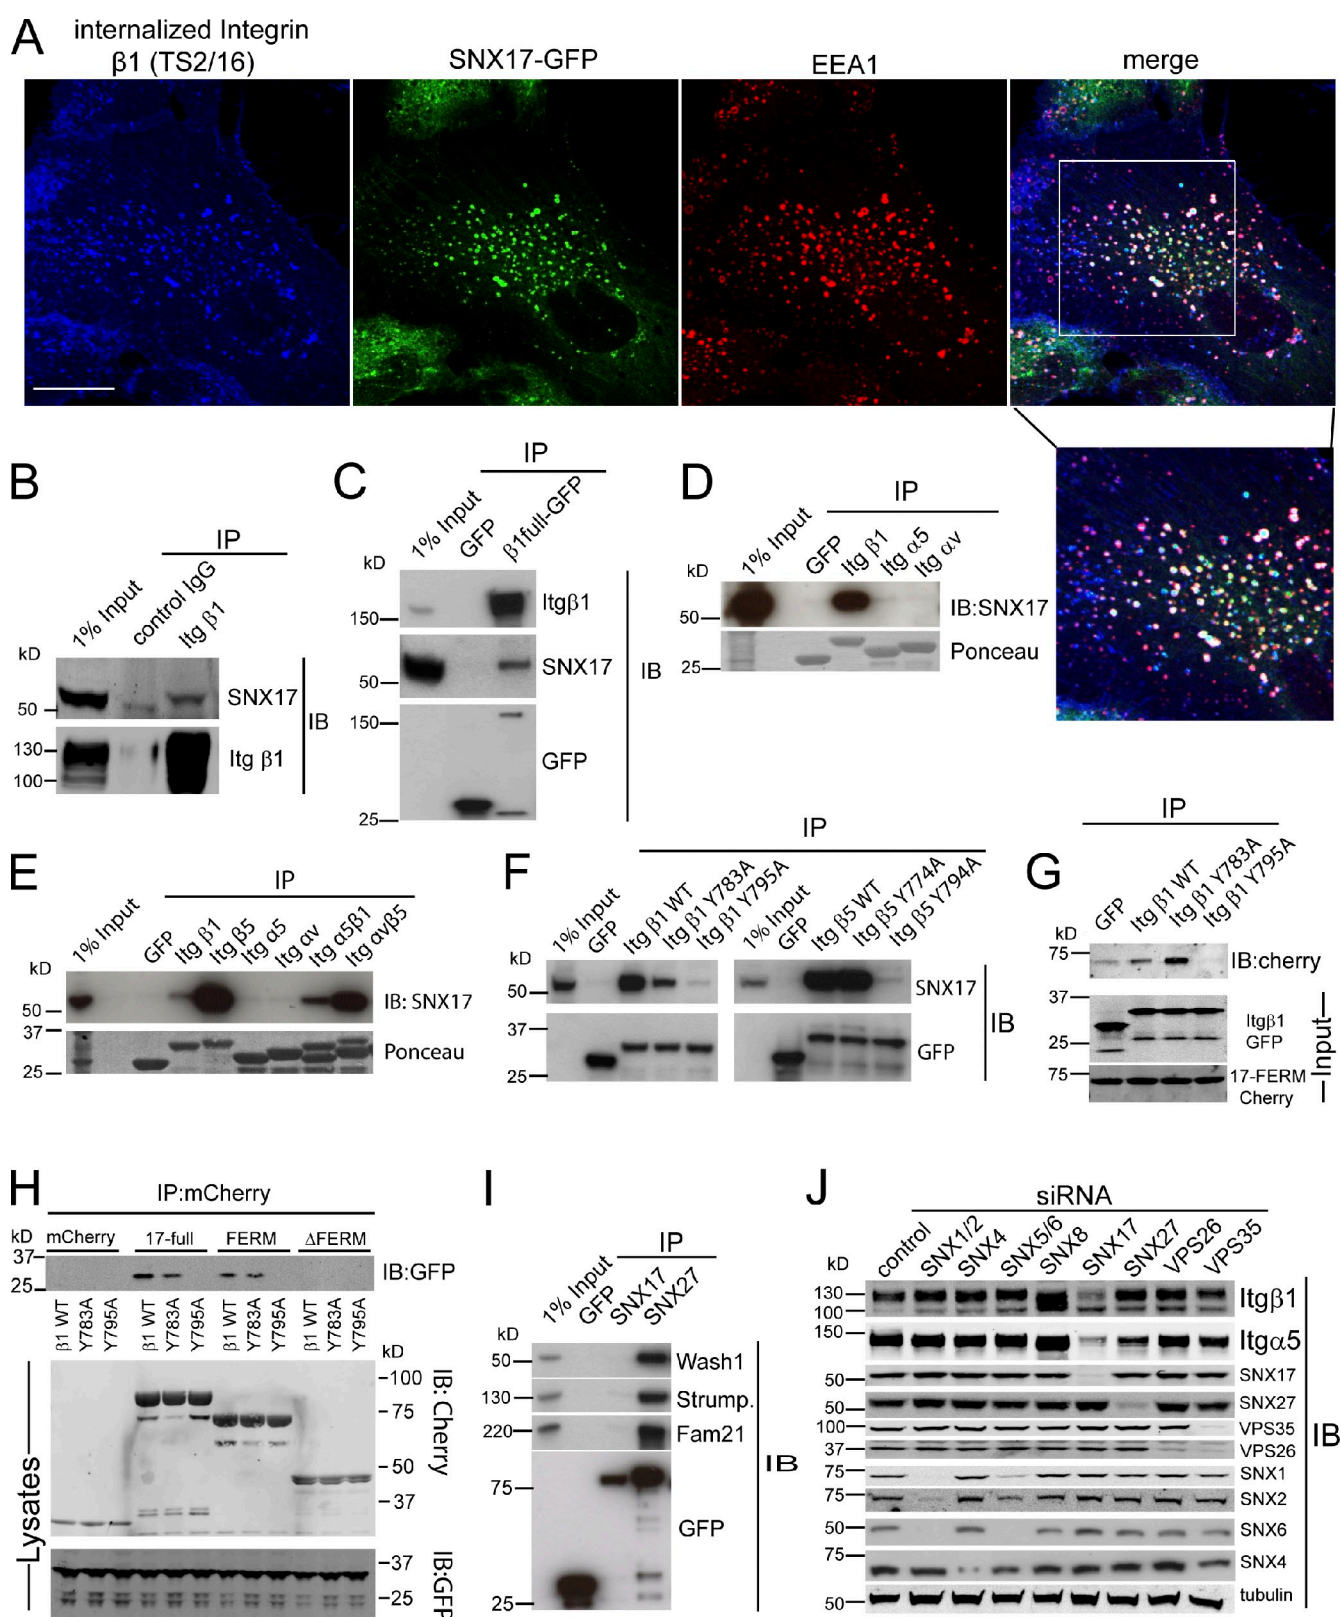 A
internalized Integrin
β1 (TS2/16)
SNX17-GFP
EEA1
merge
B
IP
1% Input
control IgG
Itg β1
kD
50
SNX17
130
100
Itg β1
IB
C
IP
1% Input
GFP
β1full-GFP
kD
150
Itgβ1
50
SNX17
150
GFP
25
IB
D
IP
1% Input
GFP
Itg β1
Itg α5
Itg αv
kD
50
IB:SNX17
25
Ponceau
E
IP
1% Input
GFP
Itg β1
Itg β5
Itg α5
Itg αv
Itg α5β1
Itg αvβ5
kD
50
IB: SNX17
37
Ponceau
25
F
IP
1% Input
GFP
Itg β1 WT
Itg β1 Y783A
Itg β1 Y795A
1% Input
GFP
Itg β5 WT
Itg β5 Y774A
Itg β5 Y794A
kD
50
SNX17
37
GFP
25
IB
G
IP
GFP
Itg β1 WT
Itg β1 Y783A
Itg β1 Y795A
kD
75
IB:cherry
37
Itgβ1
GFP
25
75
17-FERM
Cherry
Input
H
IP:mCherry
kD
mCherry
17-full
FERM
ΔFERM
37
25
IB:GFP
β1 WT
Y783A
Y795A
β1 WT
Y783A
Y795A
β1 WT
Y783A
Y795A
β1 WT
Y783A
Y795A
kD
100
75
50
37
IB: Cherry
37
25
IB:GFP
Lysates
I
IP
1% Input
GFP
SNX17
SNX27
kD
50
Wash1
130
Strump.
220
Fam21
75
GFP
25
IB
J
siRNA
control
SNX1/2
SNX4
SNX5/6
SNX8
SNX17
SNX27
VPS26
VPS35
kD
130
100
Itgβ1
150
Itgα5
50
SNX17
50
SNX27
100
VPS35
37
VPS26
75
SNX1
75
SNX2
50
SNX6
75
SNX4
50
tubulin
IB